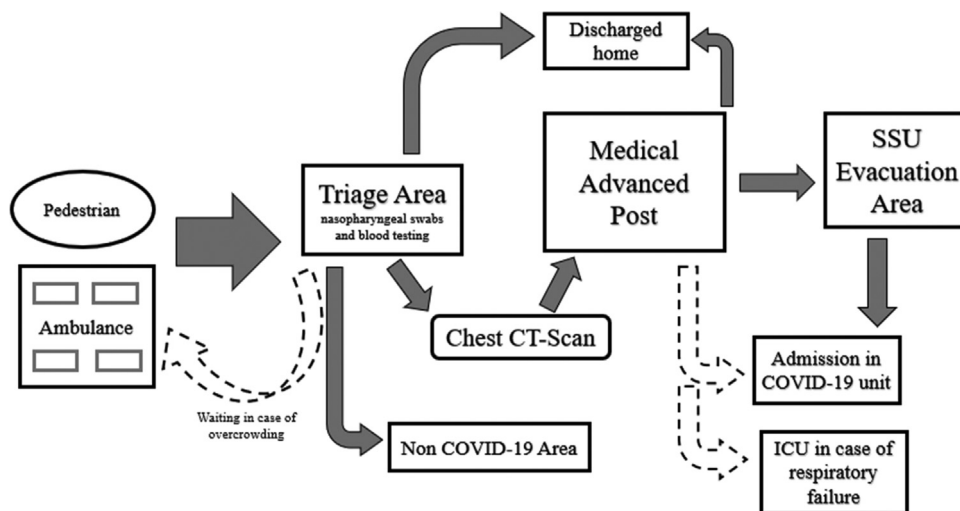 Discharged
home
Pedestrian
Ambulance
Triage Area
nasopharyngeal swabs
and blood testing
Medical
Advanced
Post
SSU
Evacuation
Area
Chest CT-Scan
Waiting in case of
overcrowding
Non COVID-19 Area
Admission in
COVID-19 unit
ICU in case of
respiratory
failure